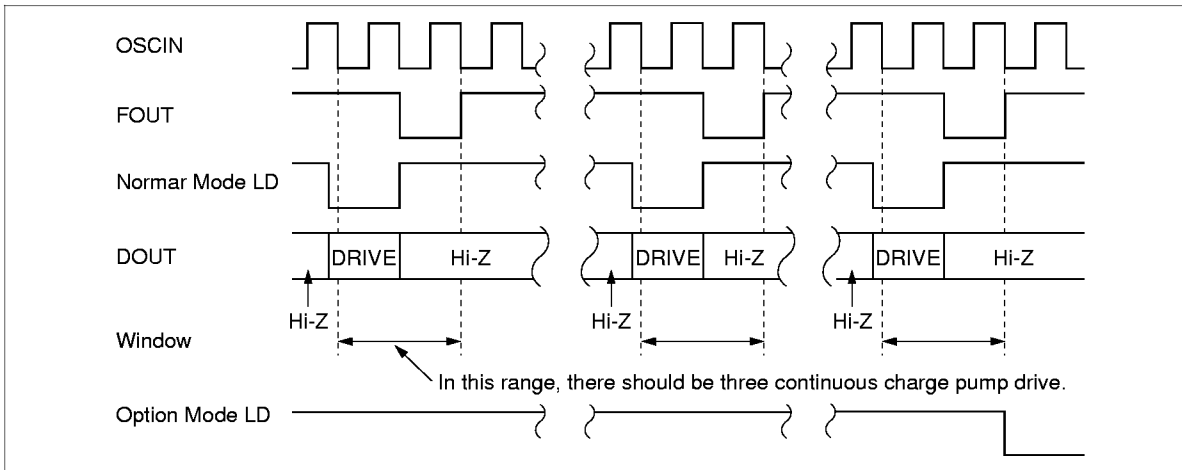 OSCIN
FOUT
Normar Mode LD
DOUT
DRIVE Hi-Z DRIVE Hi-Z DRIVE Hi-Z
Hi-Z Hi-Z Hi-Z
Window
In this range, there should be three continuous charge pump drive.
Option Mode LD